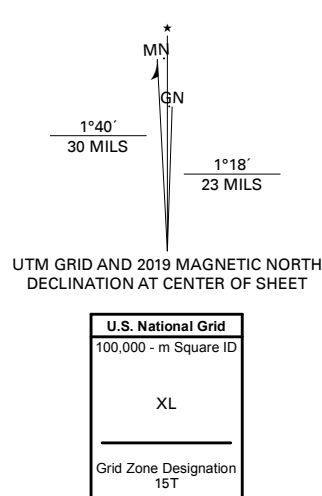 ★
MN
GN
1°40´
30 MILS
1°18´
23 MILS
UTM GRID AND 2019 MAGNETIC NORTH
DECLINATION AT CENTER OF SHEET
U.S. National Grid
100,000 - m Square ID
XL
Grid Zone Designation
15T